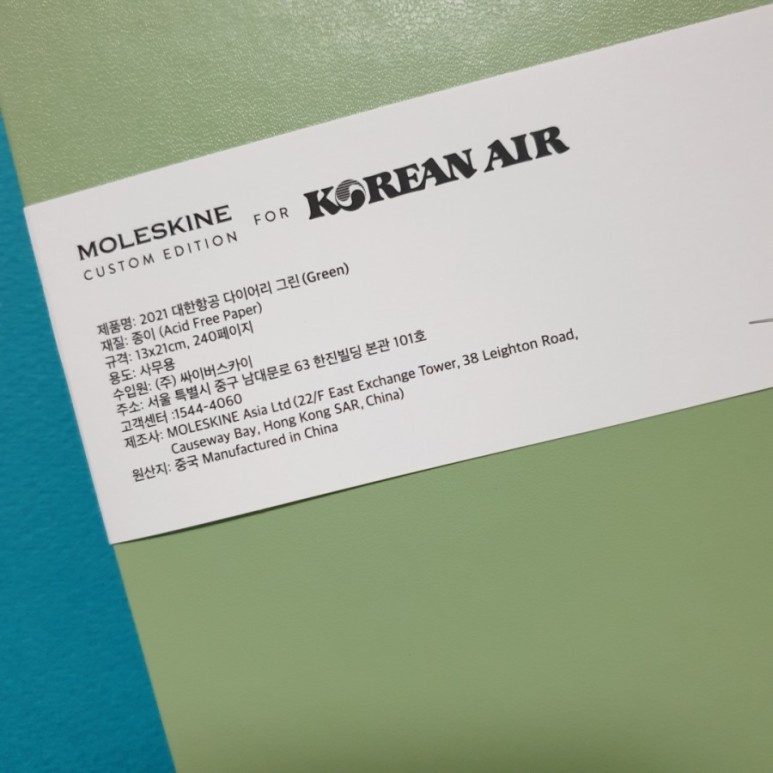 MOLESKINE FOR KOREAN AIR
CUSTOM EDITION
제품명: 2021 대한항공 다이어리 그린(Green)
재질: 종이 (Acid Free Paper)
규격: 13x21cm, 240페이지
용도: 사무용
수입원: (주) 싸이버스카이
주소: 서울 특별시 중구 남대문로 63 한진빌딩 본관 101호
고객센터 :1544-4060
제조사: MOLESKINE Asia Ltd (22/F East Exchange Tower, 38 Leighton Road,
Causeway Bay, Hong Kong SAR, China)
원산지: 중국 Manufactured in China